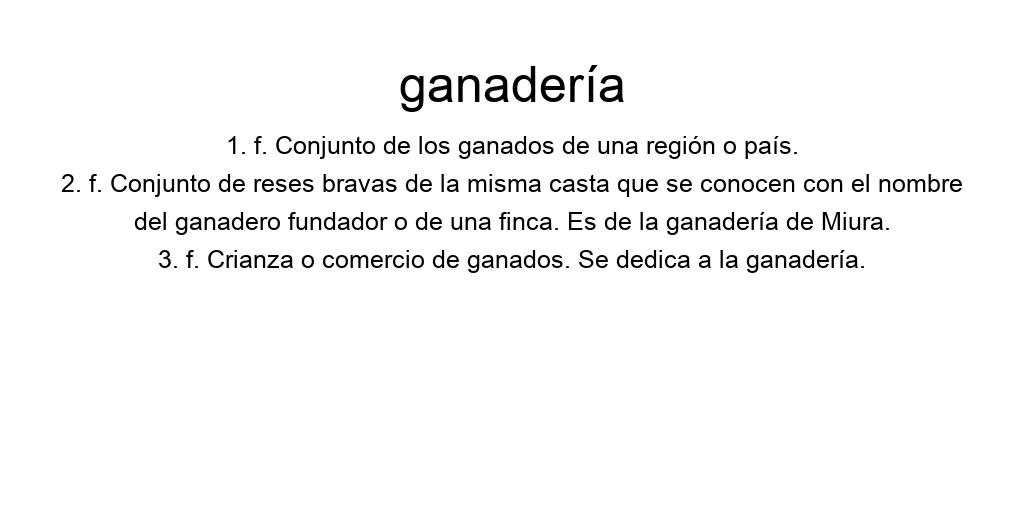 ganadería
1. f. Conjunto de los ganados de una región o país.
2. f. Conjunto de reses bravas de la misma casta que se conocen con el nombre
del ganadero fundador o de una finca. Es de la ganadería de Miura.
3. f. Crianza o comercio de ganados. Se dedica a la ganadería.